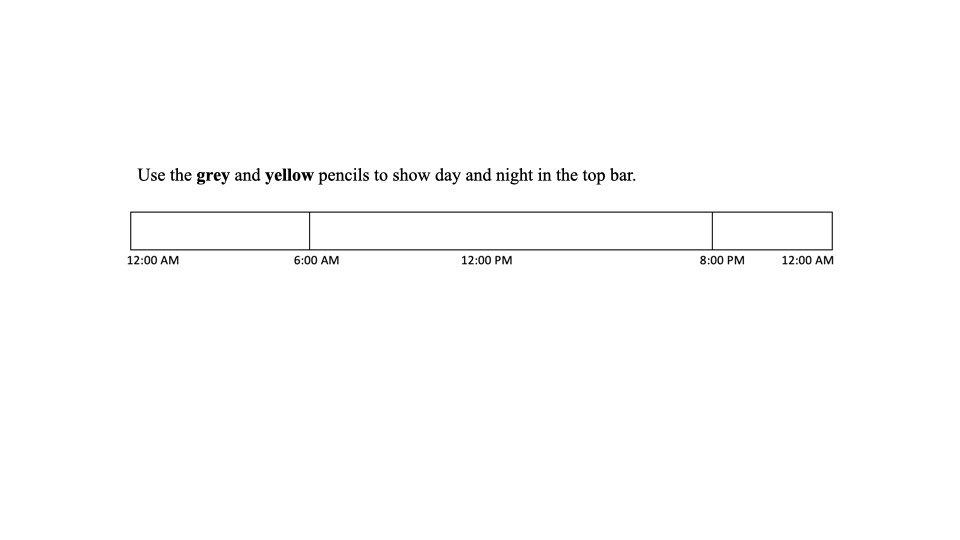 Use the grey and yellow pencils to show day and night in the top bar.
12:00 AM 6:00 AM 12:00 PM 8:00 PM 12:00 AM